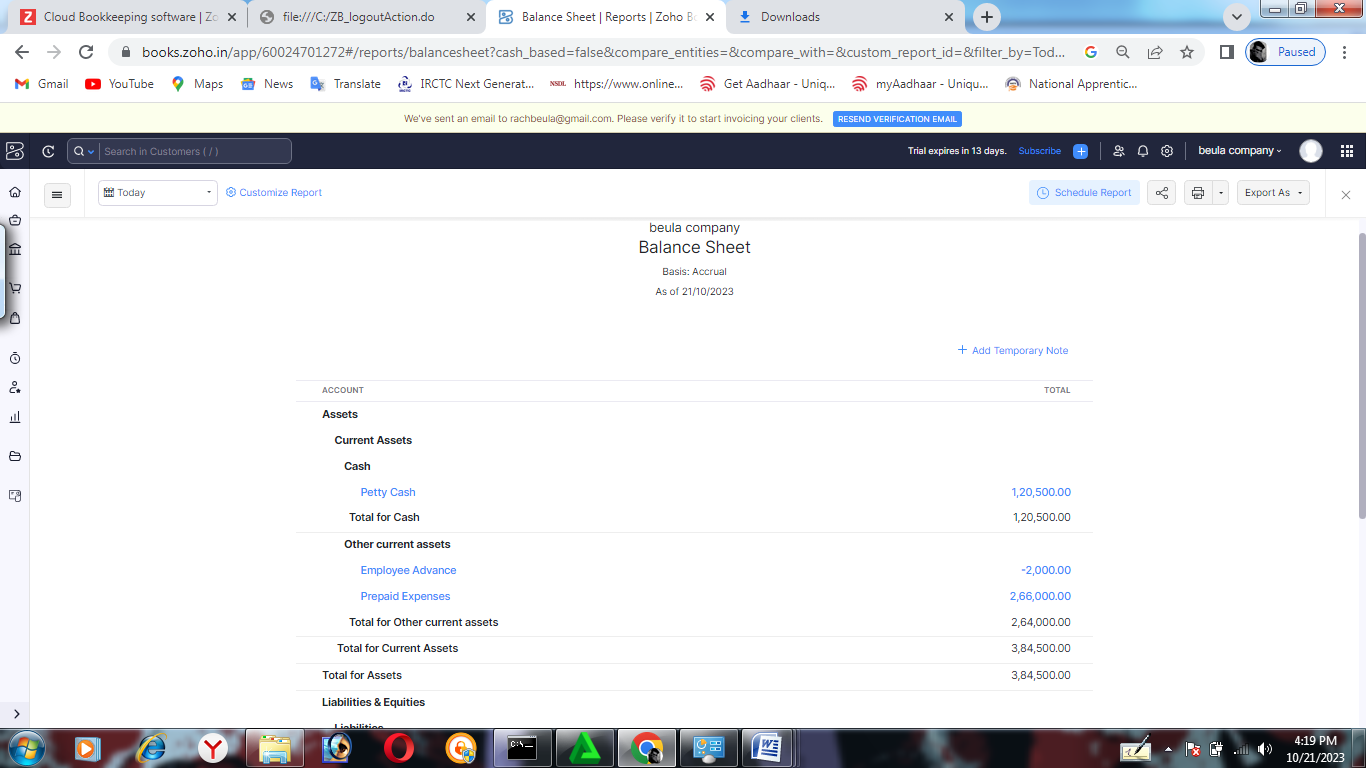 Cloud Bookkeeping software | Zo
file:///C:/ZB_logoutAction.do
Balance Sheet | Reports | Zoho B
Downloads
books.zoho.in/app/60024701272#/reports/balancesheet?cash_based=false&compare_entities=&compare_with=&custom_report_id=&filter_by=Tod...
Paused
Gmail YouTube Maps News Translate IRCTC Next Generat... NSDL https://www.online... Get Aadhaar - Uniq... myAadhaar - Uniqu... National Apprentic...
We've sent an email to rachbeula@gmail.com. Please verify it to start invoicing your clients. RESEND VERIFICATION EMAIL
Search in Customers ( / ) Trial expires in 13 days. Subscribe beula company
Today Customize Report Schedule Report Export As
beula company
Balance Sheet
Basis: Accrual
As of 21/10/2023
Add Temporary Note
ACCOUNT TOTAL
Assets
Current Assets
Cash
Petty Cash 1,20,500.00
Total for Cash 1,20,500.00
Other current assets
Employee Advance -2,000.00
Prepaid Expenses 2,66,000.00
Total for Other current assets 2,64,000.00
Total for Current Assets 3,84,500.00
Total for Assets 3,84,500.00
Liabilities & Equities
Liabilities
4:19 PM
10/21/2023